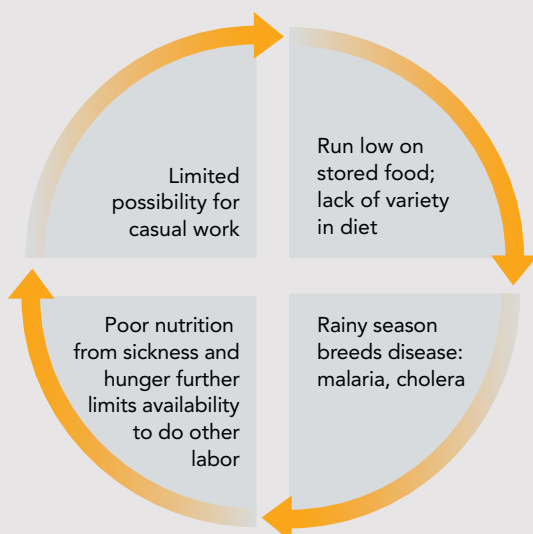 Limited
possibility for
casual work
Run low on
stored food;
lack of variety
in diet
Rainy season
breeds disease:
malaria, cholera
Poor nutrition
from sickness and
hunger further
limits availability
to do other
labor